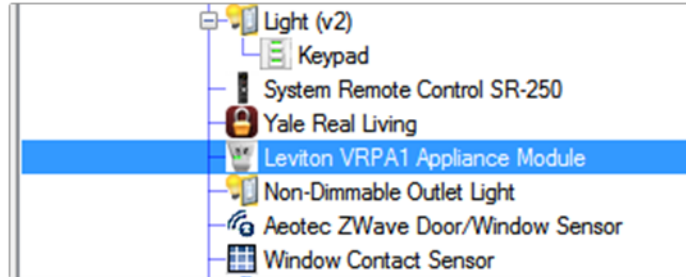 Light (v2)
Keypad
System Remote Control SR-250
Yale Real Living
Leviton VRPA1 Appliance Module
Non-Dimmable Outlet Light
Aeotec ZWave Door/Window Sensor
Window Contact Sensor